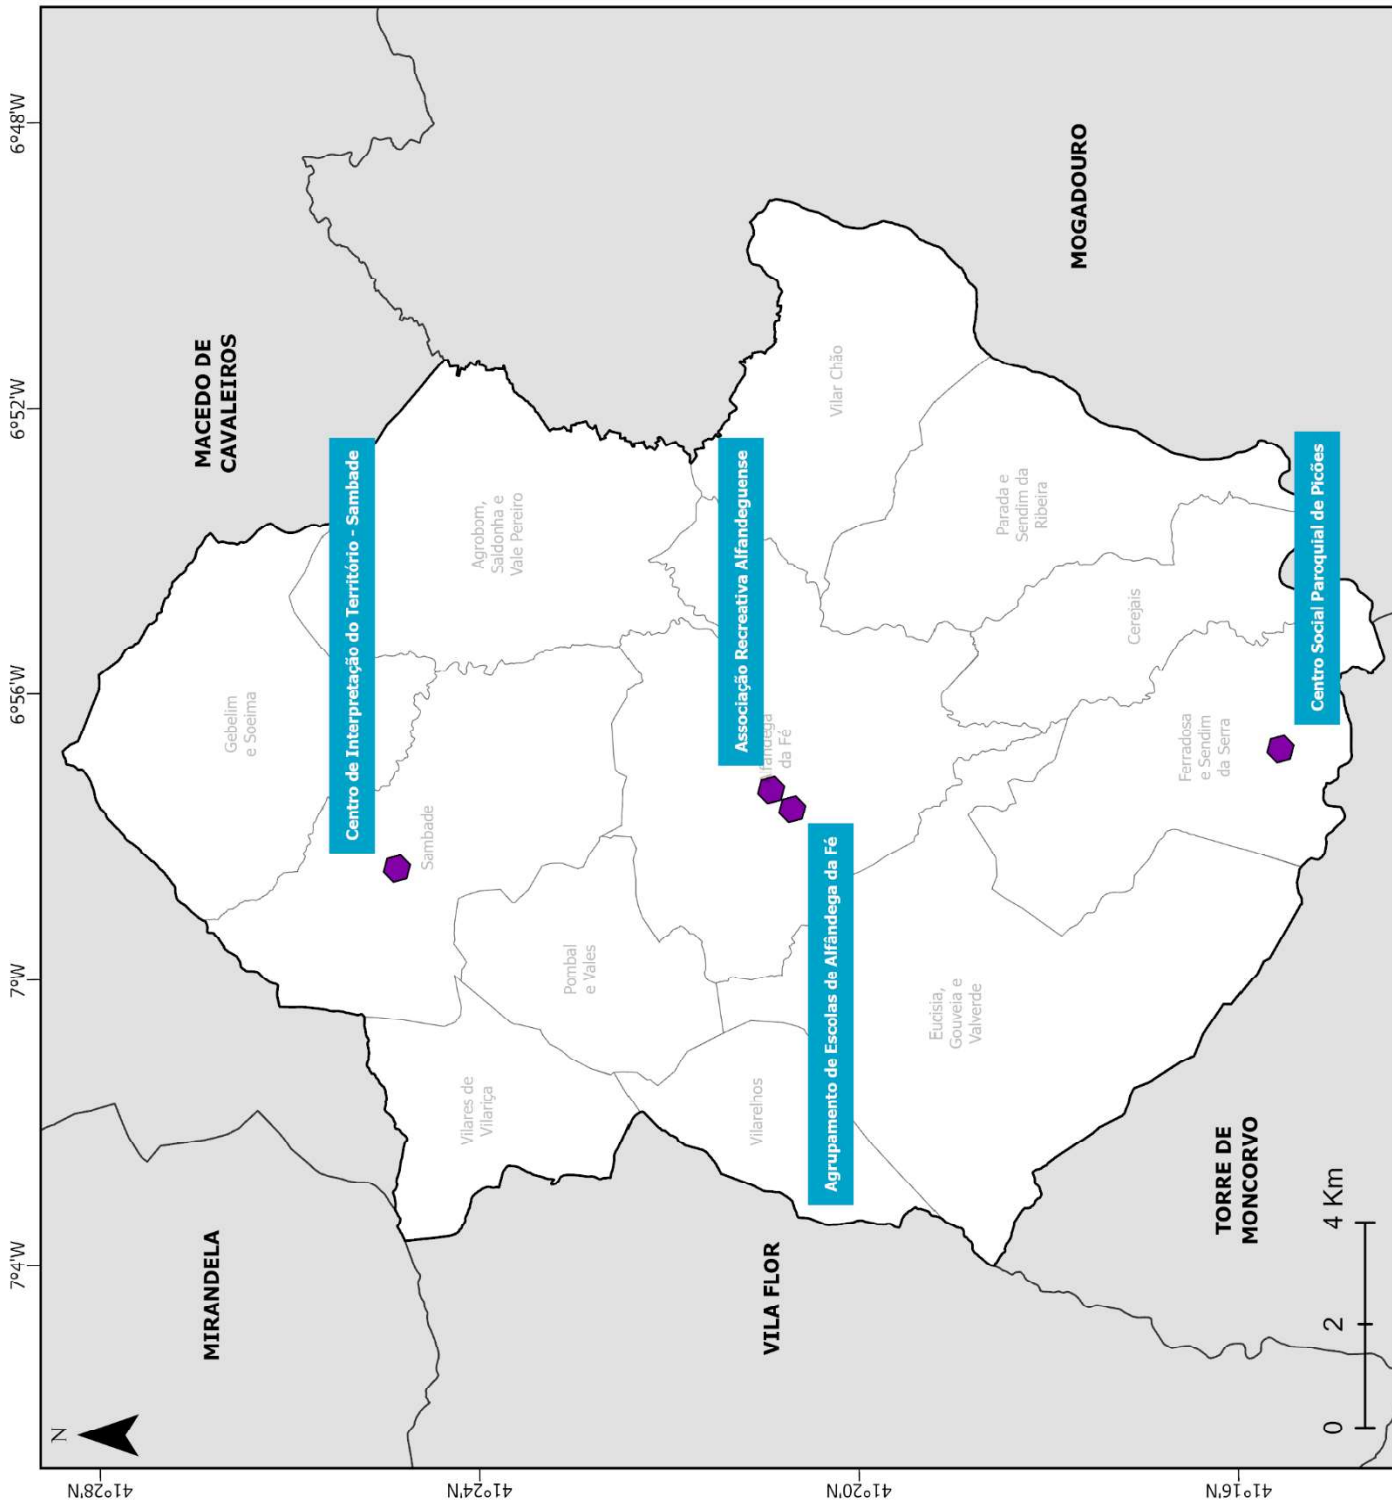 7°4'W
7°W
6°56'W
6°52'W
6°48'W
N
41°28'N
41°24'N
41°20'N
41°16'N
MIRANDELA
MACEDO DE
CAVALEIROS
Gebelim
e Soeima
Centro de Interpretação do Território - Sambade
Sambade
Agrobom,
Saldonha e
Vale Pereiro
Vilares de
Vilariça
Pombal
e Vales
Associação Recreativa Alfandeguense
Alfândega
da Fé
Vilarelhos
VILA FLOR
Agrupamento de Escolas de Alfândega da Fé
Vilar Chão
Eucisia,
Gouveia e
Valverde
Parada e
Sendim da
Ribeira
MOGADOURO
Cerejais
Ferradosa
e Sendim
da Serra
TORRE DE
MONCORVO
Centro Social Paroquial de Picões
0 2 4 Km